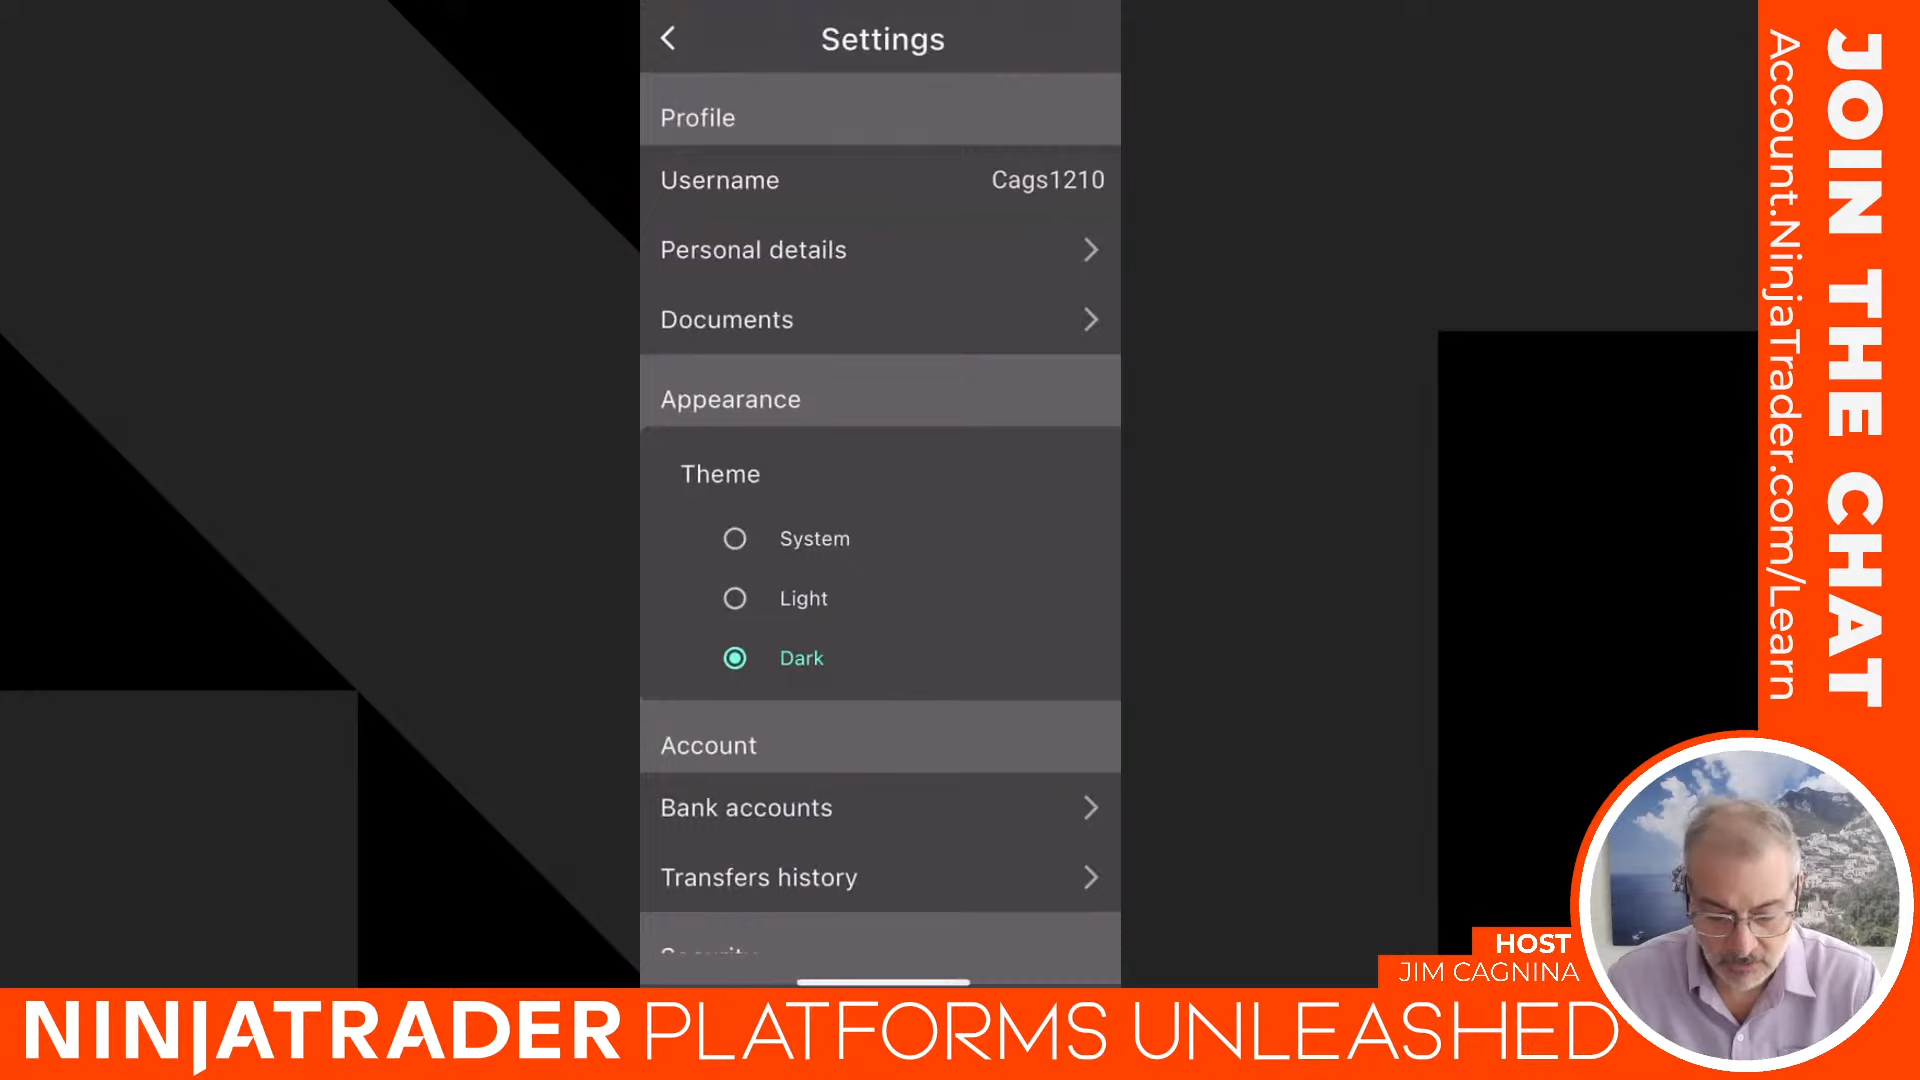 Settings
Profile
Username Cags1210
Personal details
Documents
Appearance
Theme
System
Light
Dark
Account
Bank accounts
Transfers history
Security
JOIN THE CHAT
Account.NinjaTrader.com/Learn
HOST
JIM CAGNINA
NINJATRADER PLATFORMS UNLEASHED